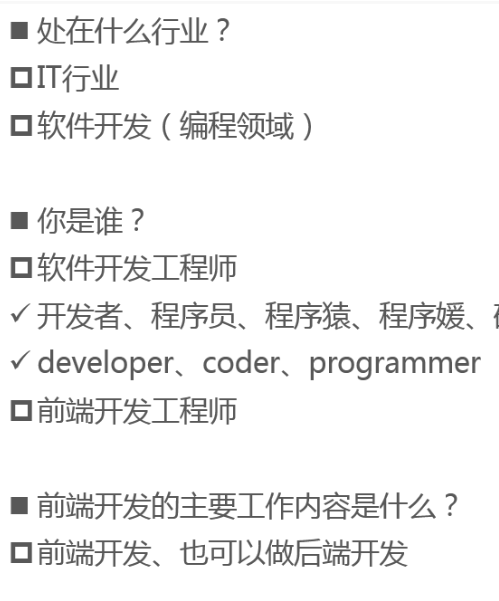 ■ 处在什么行业？
IT行业
软件开发（编程领域）
■ 你是谁？
软件开发工程师
✓ 开发者、程序员、程序猿、程序媛、
✓ developer、coder、programmer
前端开发工程师
■ 前端开发的主要工作内容是什么？
前端开发、也可以做后端开发